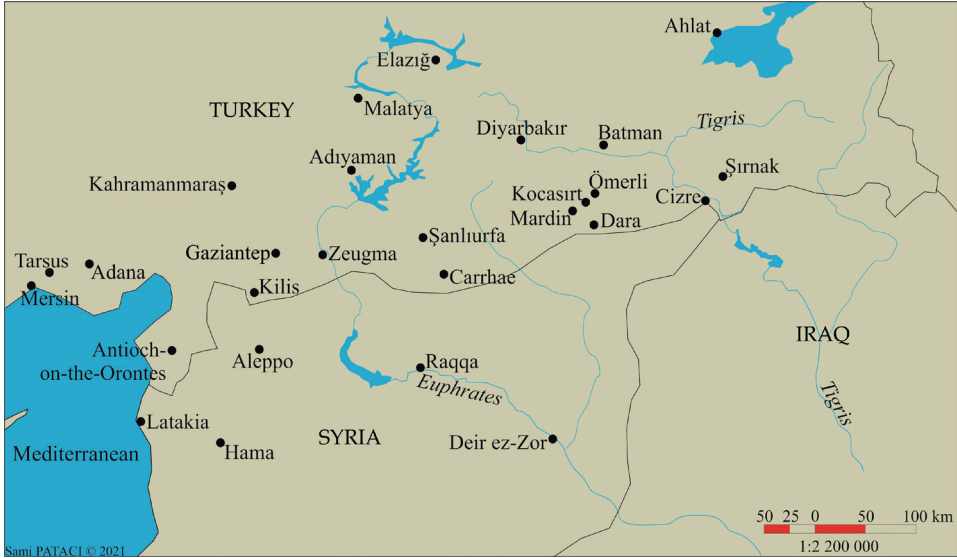 Ahlat
Elazığ
Malatya
TURKEY
Tigris
Diyarbakır
Batman
Adıyaman
Şırnak
Kahramanmaraş
Ömerli
Kocasırt
Cizre
Mardin
Dara
Şanlıurfa
Gaziantep
Zeugma
Tarsus
Adana
Carrhae
Mersin
Kilis
IRAQ
Antioch-
on-the-Orontes
Aleppo
Raqqa
Euphrates
Tigris
Latakia
SYRIA
Deir ez-Zor
Hama
Mediterranean
50 25 0 50 100 km
1:2 200 000
Sami PATACI © 2021